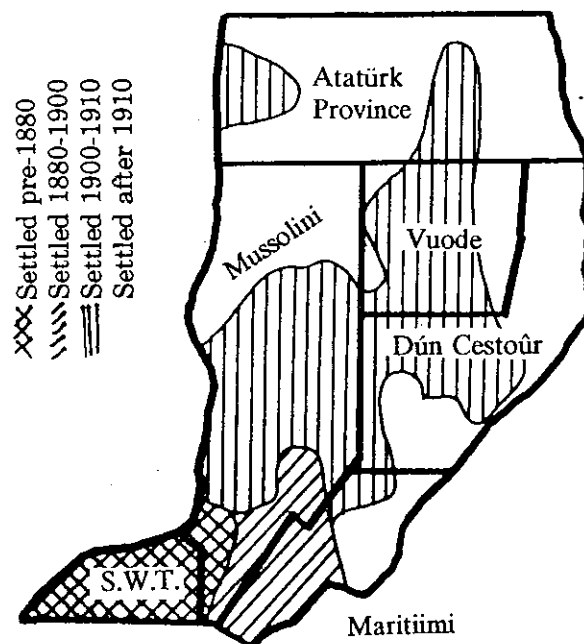 Settled pre-1880
Settled 1880-1900
Settled 1900-1910
Settled after 1910
Atatürk
Province
Mussolini
Vuode
Dún Cestoûr
S.W.T.
Maritiimi